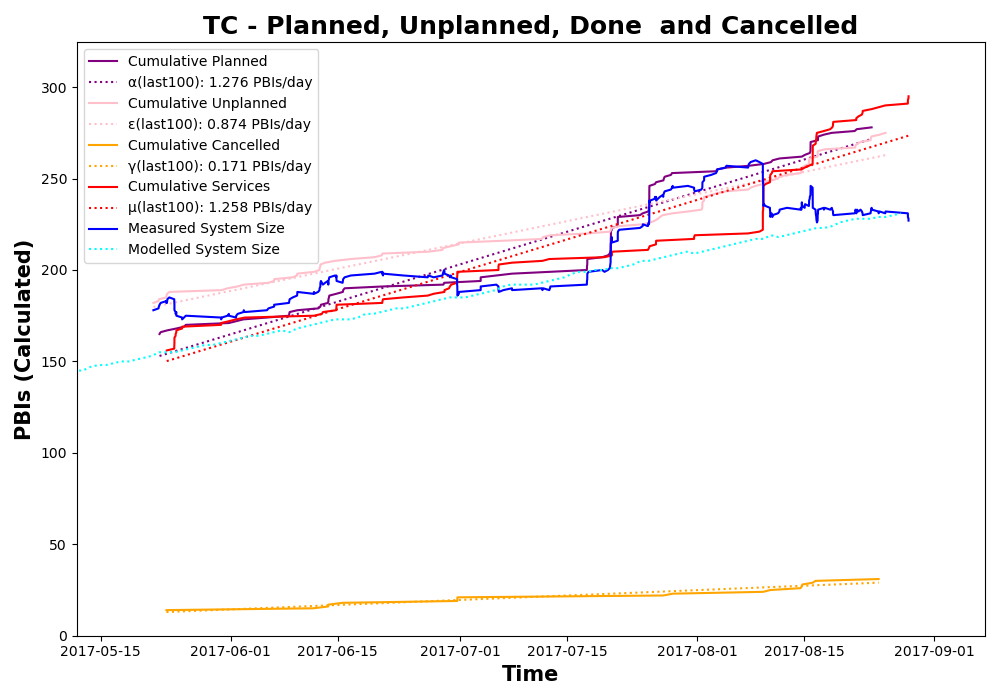 TC - Planned, Unplanned, Done  and Cancelled
Cumulative Planned
α(last100): 1.276 PBIs/day
Cumulative Unplanned
ε(last100): 0.874 PBIs/day
Cumulative Cancelled
γ(last100): 0.171 PBIs/day
Cumulative Services
μ(last100): 1.258 PBIs/day
Measured System Size
Modelled System Size
PBIs (Calculated)
300
250
200
150
100
50
0
2017-05-15 2017-06-01 2017-06-15 2017-07-01 2017-07-15 2017-08-01 2017-08-15 2017-09-01
Time